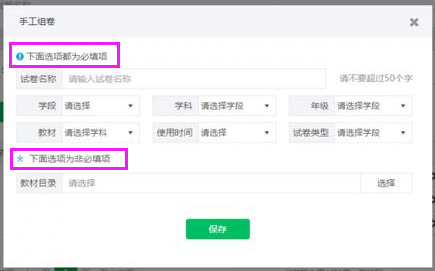 手工组卷
下面选项都为必填项
试卷名称 请输入试卷名称 请不要超过50个字
学段 请选择 学科 请选择学段 年级 请选择学段
教材 请选择学科 使用时间 请选择 试卷类型 请选择学段
* 下面选项为非必填项
教材目录 请选择 选择
保存